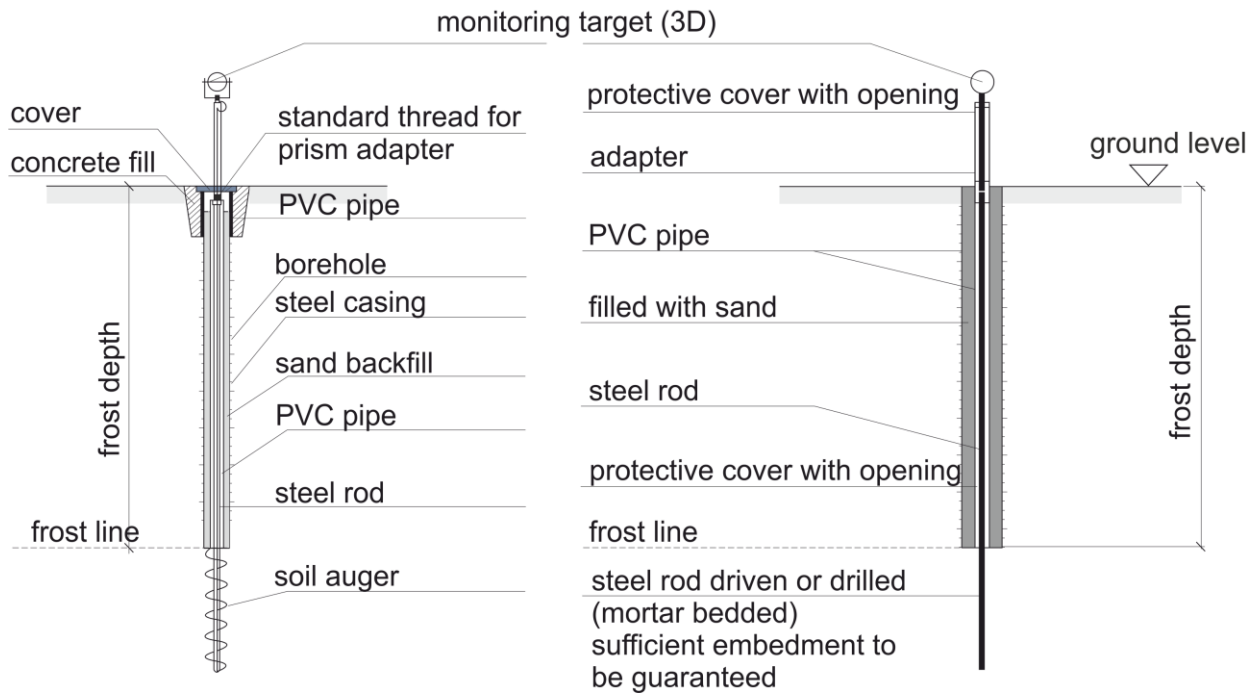 monitoring target (3D)
cover
concrete fill
standard thread for
prism adapter
PVC pipe
borehole
steel casing
sand backfill
PVC pipe
steel rod
frost depth
frost line
soil auger
protective cover with opening
adapter
ground level
PVC pipe
filled with sand
steel rod
protective cover with opening
frost depth
frost line
steel rod driven or drilled
(mortar bedded)
sufficient embedment to
be guaranteed